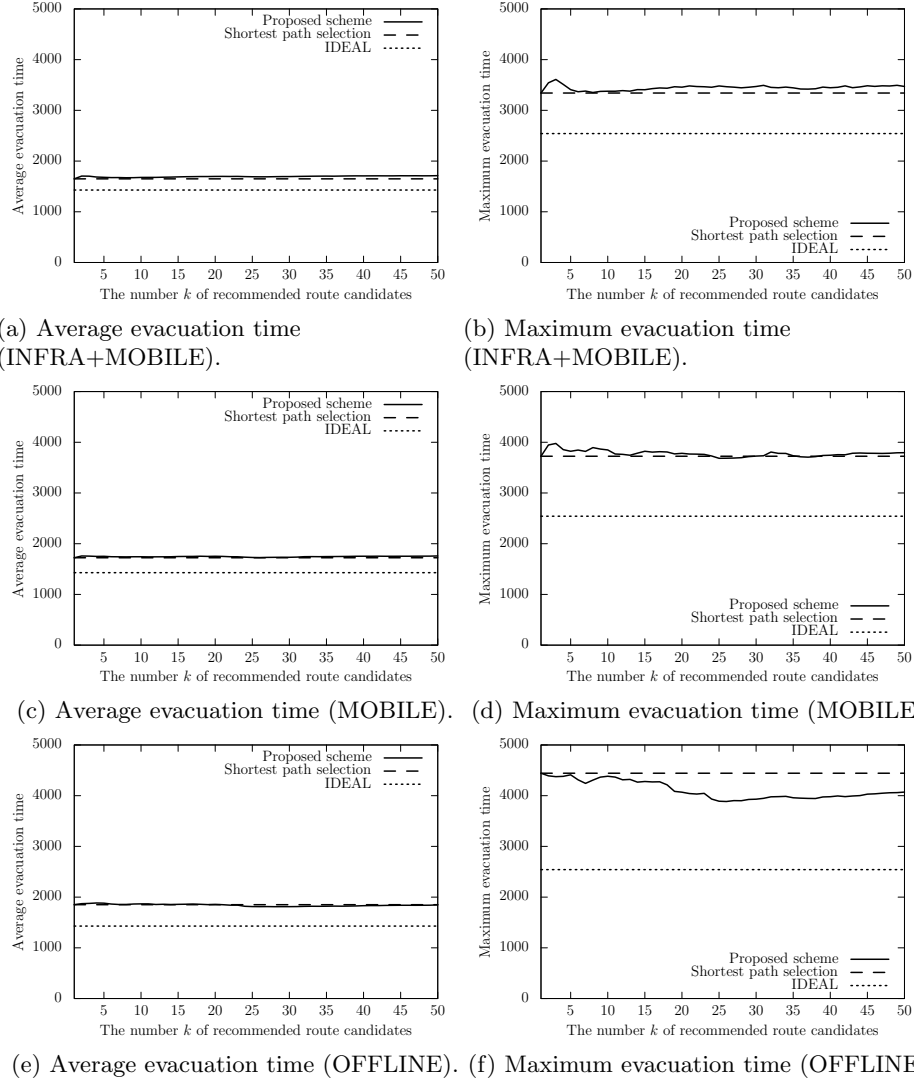 5000
4000
3000
2000
1000
0
Average evacuation time
Proposed scheme
Shortest path selection
IDEAL
5 10 15 20 25 30 35 40 45 50
The number k of recommended route candidates
(a) Average evacuation time
(INFRA+MOBILE).
5000
4000
3000
2000
1000
0
Maximum evacuation time
Proposed scheme
Shortest path selection
IDEAL
5 10 15 20 25 30 35 40 45 50
The number k of recommended route candidates
(b) Maximum evacuation time
(INFRA+MOBILE).
5000
4000
3000
2000
1000
0
Average evacuation time
Proposed scheme
Shortest path selection
IDEAL
5 10 15 20 25 30 35 40 45 50
The number k of recommended route candidates
(c) Average evacuation time (MOBILE).
5000
4000
3000
2000
1000
0
Maximum evacuation time
Proposed scheme
Shortest path selection
IDEAL
5 10 15 20 25 30 35 40 45 50
The number k of recommended route candidates
(d) Maximum evacuation time (MOBILE
5000
4000
3000
2000
1000
0
Average evacuation time
Proposed scheme
Shortest path selection
IDEAL
5 10 15 20 25 30 35 40 45 50
The number k of recommended route candidates
(e) Average evacuation time (OFFLINE).
5000
4000
3000
2000
1000
0
Maximum evacuation time
Proposed scheme
Shortest path selection
IDEAL
5 10 15 20 25 30 35 40 45 50
The number k of recommended route candidates
(f) Maximum evacuation time (OFFLINE